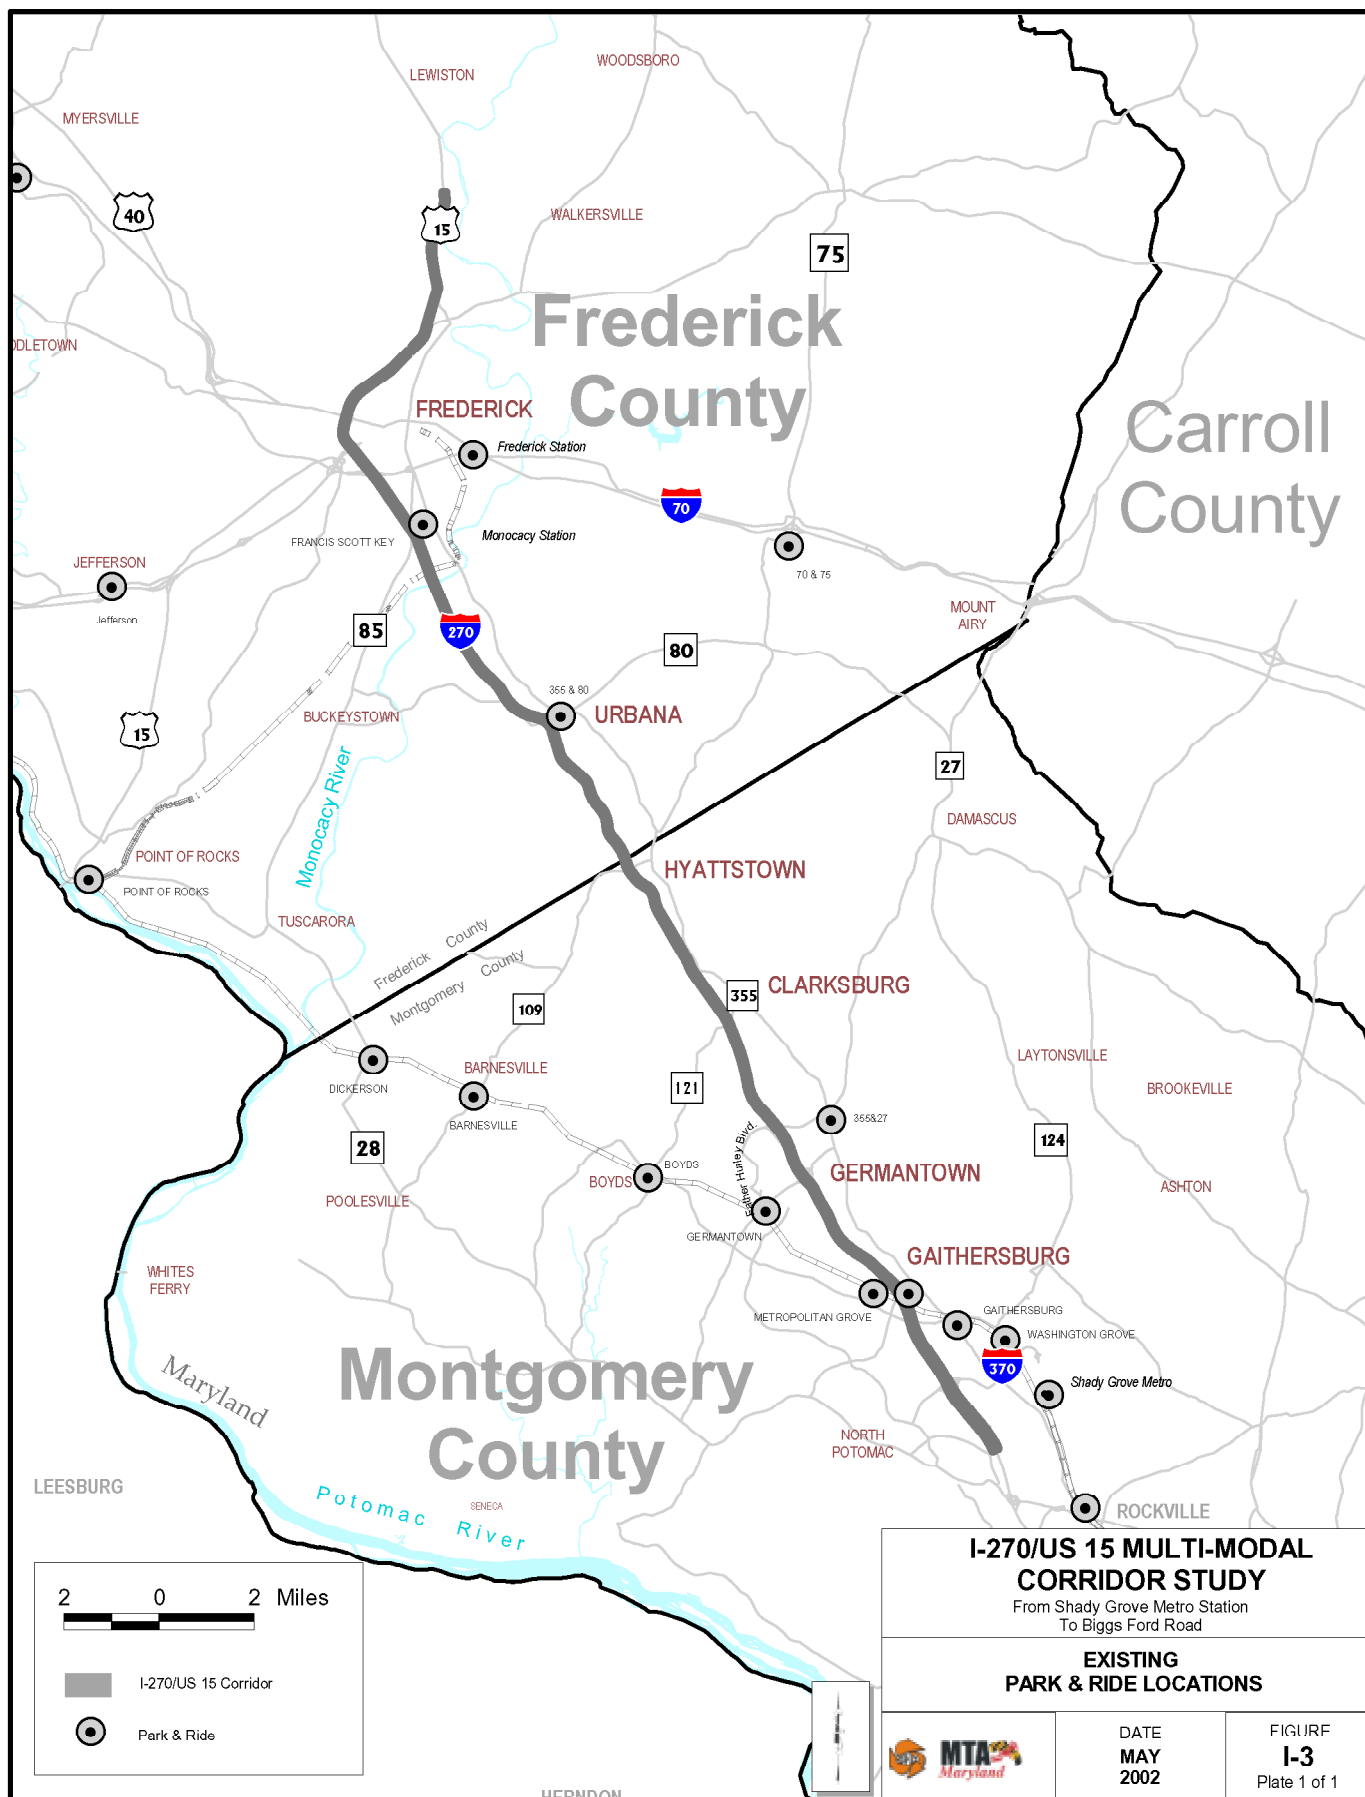 LEWISTON
WOODSBORO
MYERSVILLE
40
15
WALKERSVILLE
75
Frederick
County
DLETOWN
FREDERICK
Carroll
County
Frederick Station
70
FRANCIS SCOTT KEY
Monocacy Station
JEFFERSON
Jefferson
70 & 75
MOUNT
AIRY
85
270
80
355 & 80
BUCKEYSTOWN
URBANA
15
27
Monocacy River
DAMASCUS
POINT OF ROCKS
POINT OF ROCKS
HYATTSTOWN
TUSCARORA
Frederick County
Montgomery County
109
355
CLARKSBURG
LAYTONSVILLE
BARNESVILLE
DICKERSON
BARNESVILLE
121
BROOKEVILLE
355&27
Father Hurley Blvd.
124
28
BOYDS
BOYDS
GERMANTOWN
ASHTON
POOLESVILLE
GERMANTOWN
GAITHERSBURG
WHITES
FERRY
METROPOLITAN GROVE
GAITHERSBURG
WASHINGTON GROVE
370
Maryland
Montgomery
County
Shady Grove Metro
NORTH
POTOMAC
LEESBURG
Potomac River
SENECA
ROCKVILLE
I-270/US 15 MULTI-MODAL
CORRIDOR STUDY
From Shady Grove Metro Station
To Biggs Ford Road
EXISTING
PARK & RIDE LOCATIONS
2 0 2 Miles
I-270/US 15 Corridor
Park & Ride
MTA
Maryland
DATE
MAY
2002
FIGURE
I-3
Plate 1 of 1
HERNDON